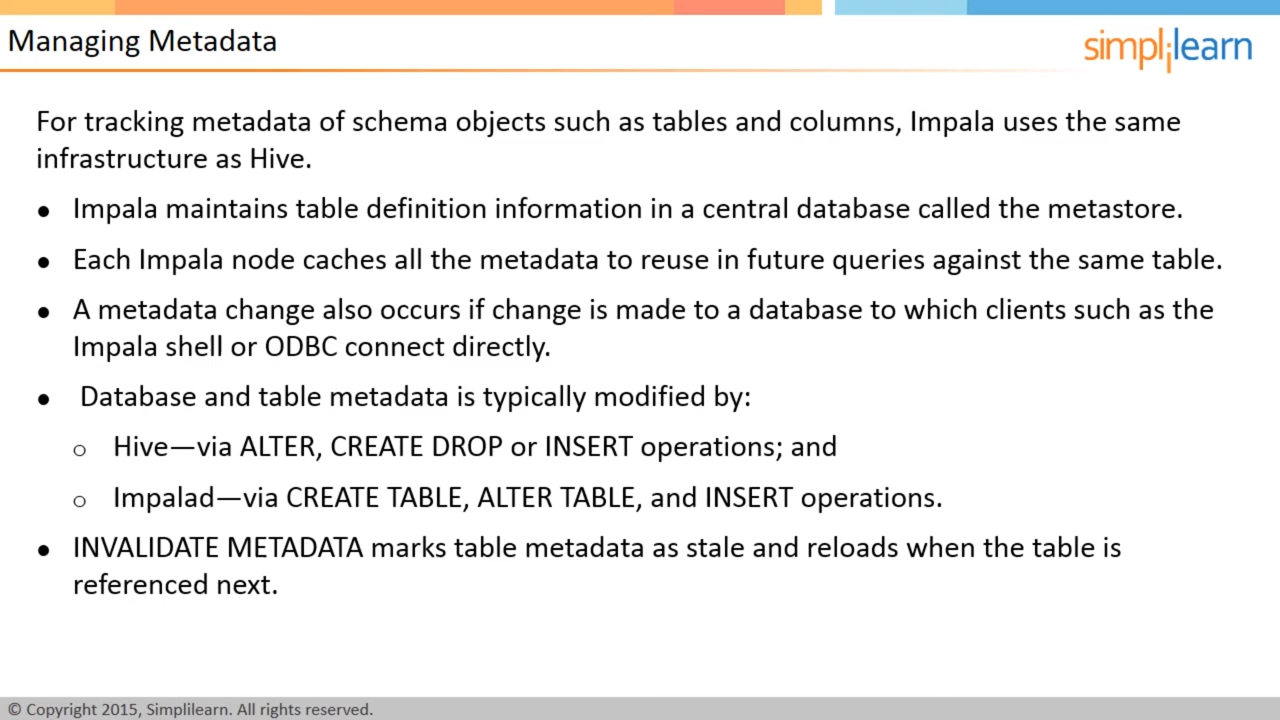 Managing Metadata
simplilearn
For tracking metadata of schema objects such as tables and columns, Impala uses the same
infrastructure as Hive.
● Impala maintains table definition information in a central database called the metastore.
● Each Impala node caches all the metadata to reuse in future queries against the same table.
● A metadata change also occurs if change is made to a database to which clients such as the
Impala shell or ODBC connect directly.
● Database and table metadata is typically modified by:
○ Hive—via ALTER, CREATE DROP or INSERT operations; and
○ Impalad—via CREATE TABLE, ALTER TABLE, and INSERT operations.
● INVALIDATE METADATA marks table metadata as stale and reloads when the table is
referenced next.
© Copyright 2015, Simplilearn. All rights reserved.